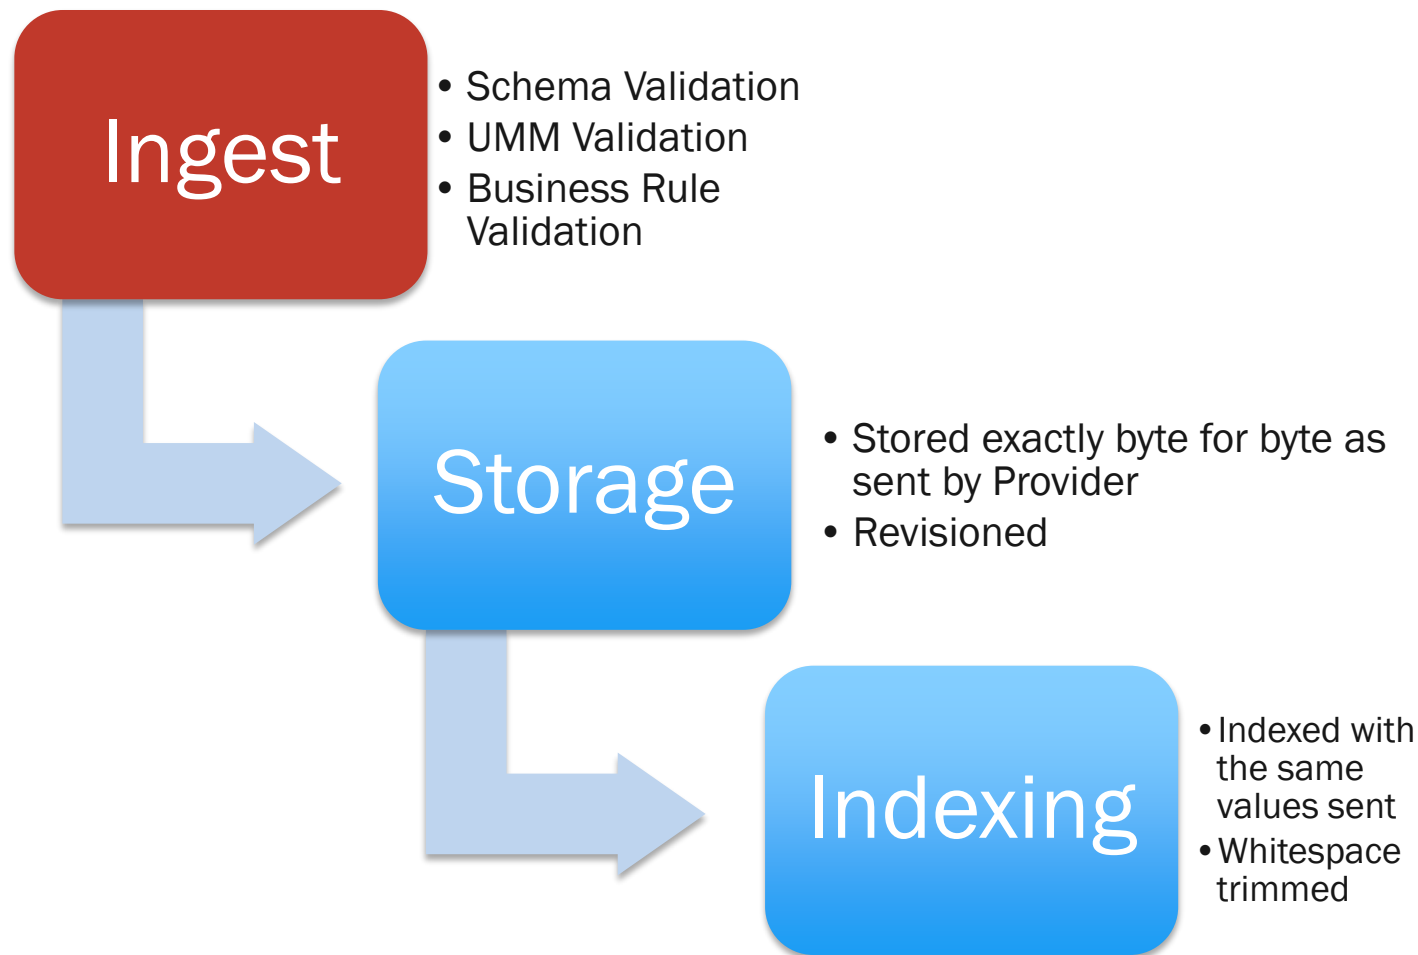 Ingest
• Schema Validation
• UMM Validation
• Business Rule
Validation
Storage
• Stored exactly byte for byte as
sent by Provider
• Revisioned
Indexing
• Indexed with
the same
values sent
• Whitespace
trimmed